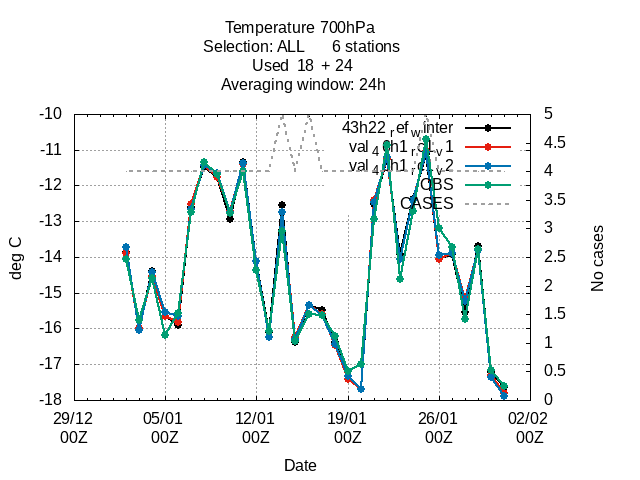 Temperature 700hPa
Selection: ALL 6 stations
Used 18 + 24
Averaging window: 24h
-10
-11
-12
-13
-14
-15
-16
-17
-18
deg C
5
4.5
4
3.5
3
2.5
2
1.5
1
0.5
0
No cases
43h22ref_winter
OBS
CASES
29/12 05/01 12/01 19/01 26/01 02/02
00Z 00Z 00Z 00Z 00Z 00Z
Date